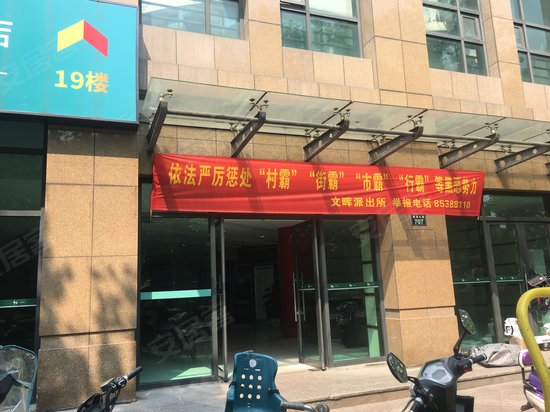 19楼
依法严厉惩处“村霸”“街霸”“市霸”“行霸”等黑恶势力
文晖派出所 举报电话 85388110
707